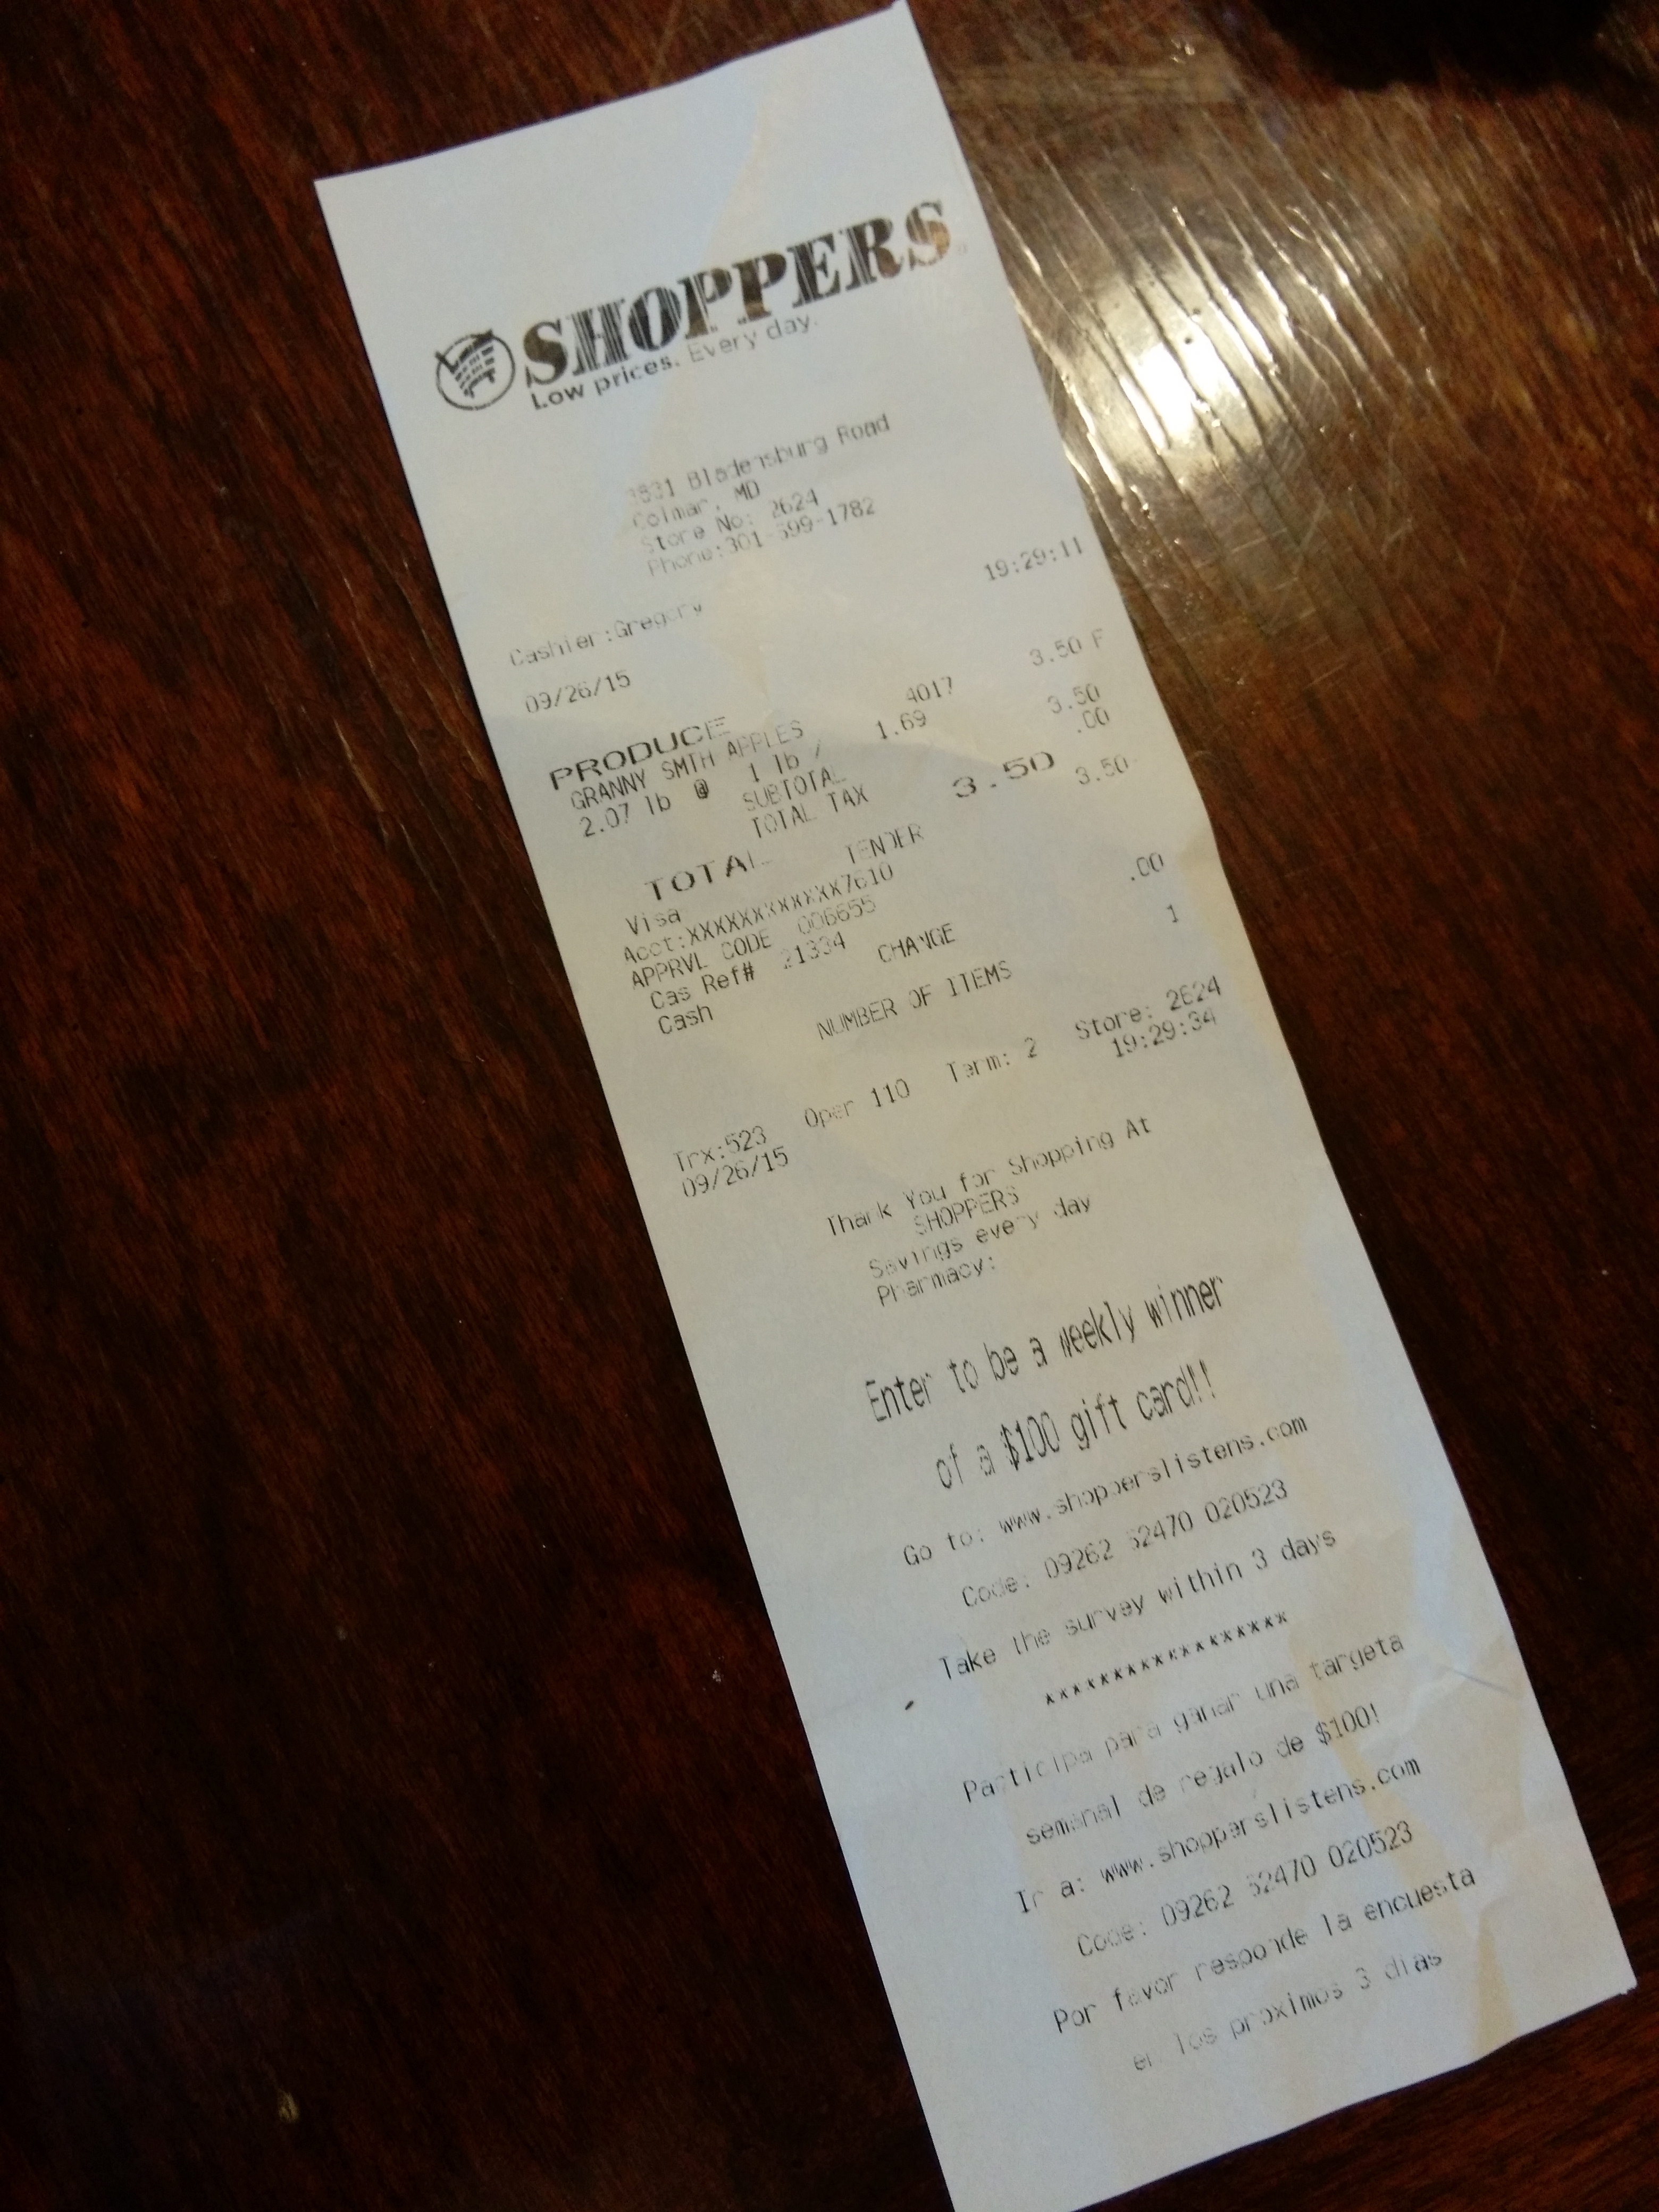 SHOPPERS
Low prices. Every day.
3831 Bladensburg Road
Colmar, MD
Store No: 2624
Phone:301-699-1782
Cashier:Gregory
09/26/15 19:29:11
PRODUCE
GRANNY SMTH APPLES 4017 3.50 F
2.07 lb @ 1 lb / 1.69
SUBTOTAL 3.50
TOTAL TAX .00
TOTAL 3.50
Visa TENDER 3.50
Acct:XXXXXXXXXXXX7610
APPRVL CODE 006655
Cas Ref# 21334
Cash CHANGE .00
NUMBER OF ITEMS 1
Trx:523 Oper 110 Term: 2 Store: 2624
09/26/15 19:29:34
Thank You for Shopping At
SHOPPERS
Savings every day
Pharmacy:
Enter to be a weekly winner
of a $100 gift card!!
Go to: www.shopperslistens.com
Code: 09262 52470 020523
Take the survey within 3 days
******************
Participa para ganar una targeta
semanal de regalo de $100!
Ir a: www.shopperslistens.com
Code: 09262 52470 020523
Por favor responde la encuesta
en los proximos 3 dias